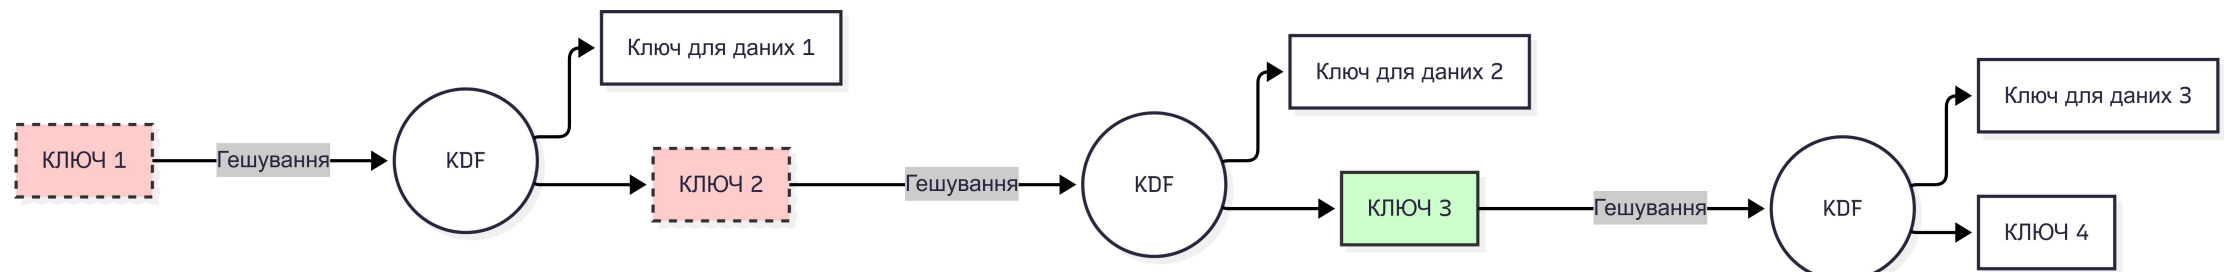 КЛЮЧ 1
Гешування
KDF
Ключ для даних 1
КЛЮЧ 2
Гешування
KDF
Ключ для даних 2
КЛЮЧ 3
Гешування
KDF
Ключ для даних 3
КЛЮЧ 4